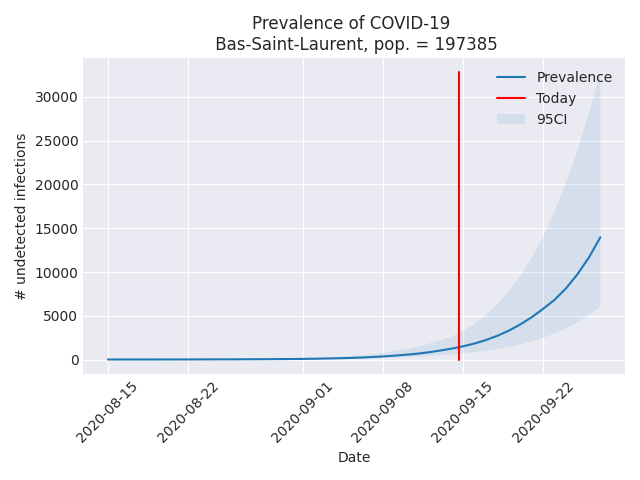 Prevalence of COVID-19
Bas-Saint-Laurent, pop. = 197385
Prevalence
Today
95CI
30000
25000
20000
15000
10000
5000
0
# undetected infections
2020-08-15
2020-08-22
2020-09-01
2020-09-08
2020-09-15
2020-09-22
Date